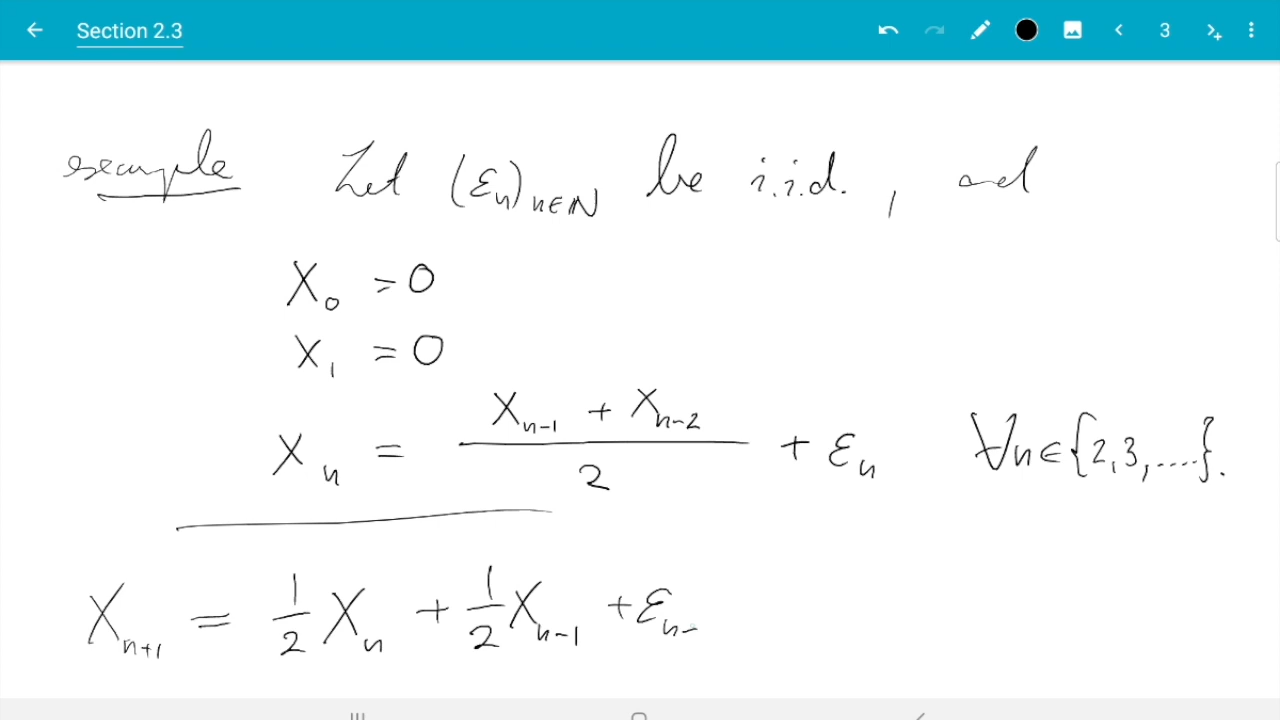 Section 2.3
3
example Let (ε_n)_{n∈ℕ} be i.i.d., and
X_0 = 0
X_1 = 0
X_n = (X_{n-1} + X_{n-2})/2 + ε_n ∀n∈{2,3,....}.
X_{n+1} = 1/2 X_n + 1/2 X_{n-1} + ε_{n-